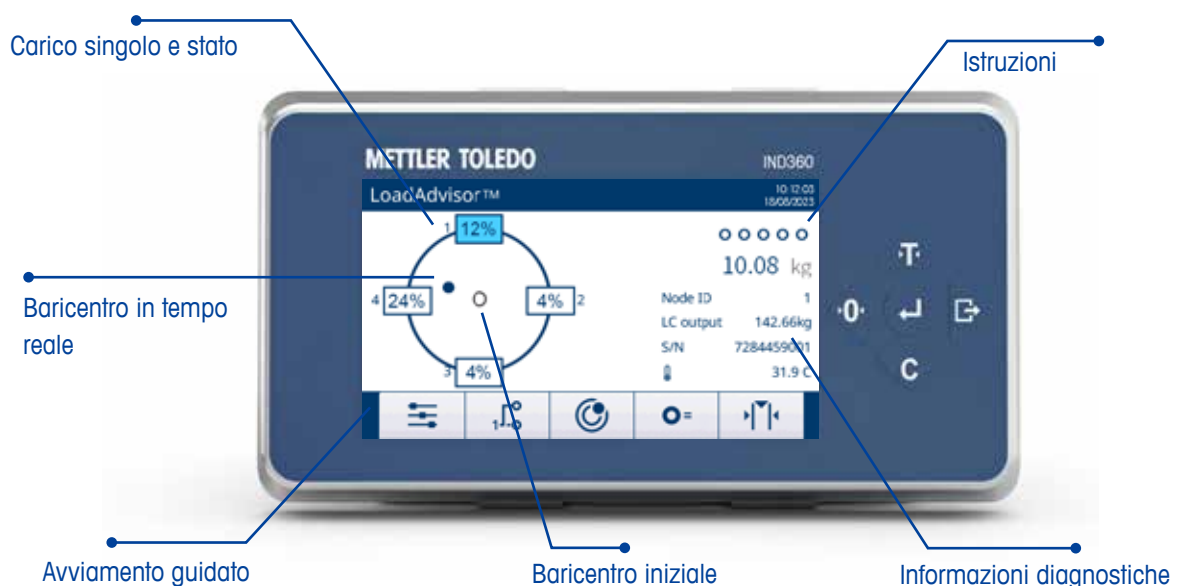 Carico singolo e stato
Istruzioni
METTLER TOLEDO
IND360
LoadAdvisor™
10:12:03
18/08/2023
1 12%
10.08 kg
Baricentro in tempo
reale
4 24%
4% 2
Node ID 1
LC output 142.66kg
S/N 7284459001
3 4%
31.9 C
T
0
C
1
Avviamento guidato
Baricentro iniziale
Informazioni diagnostiche